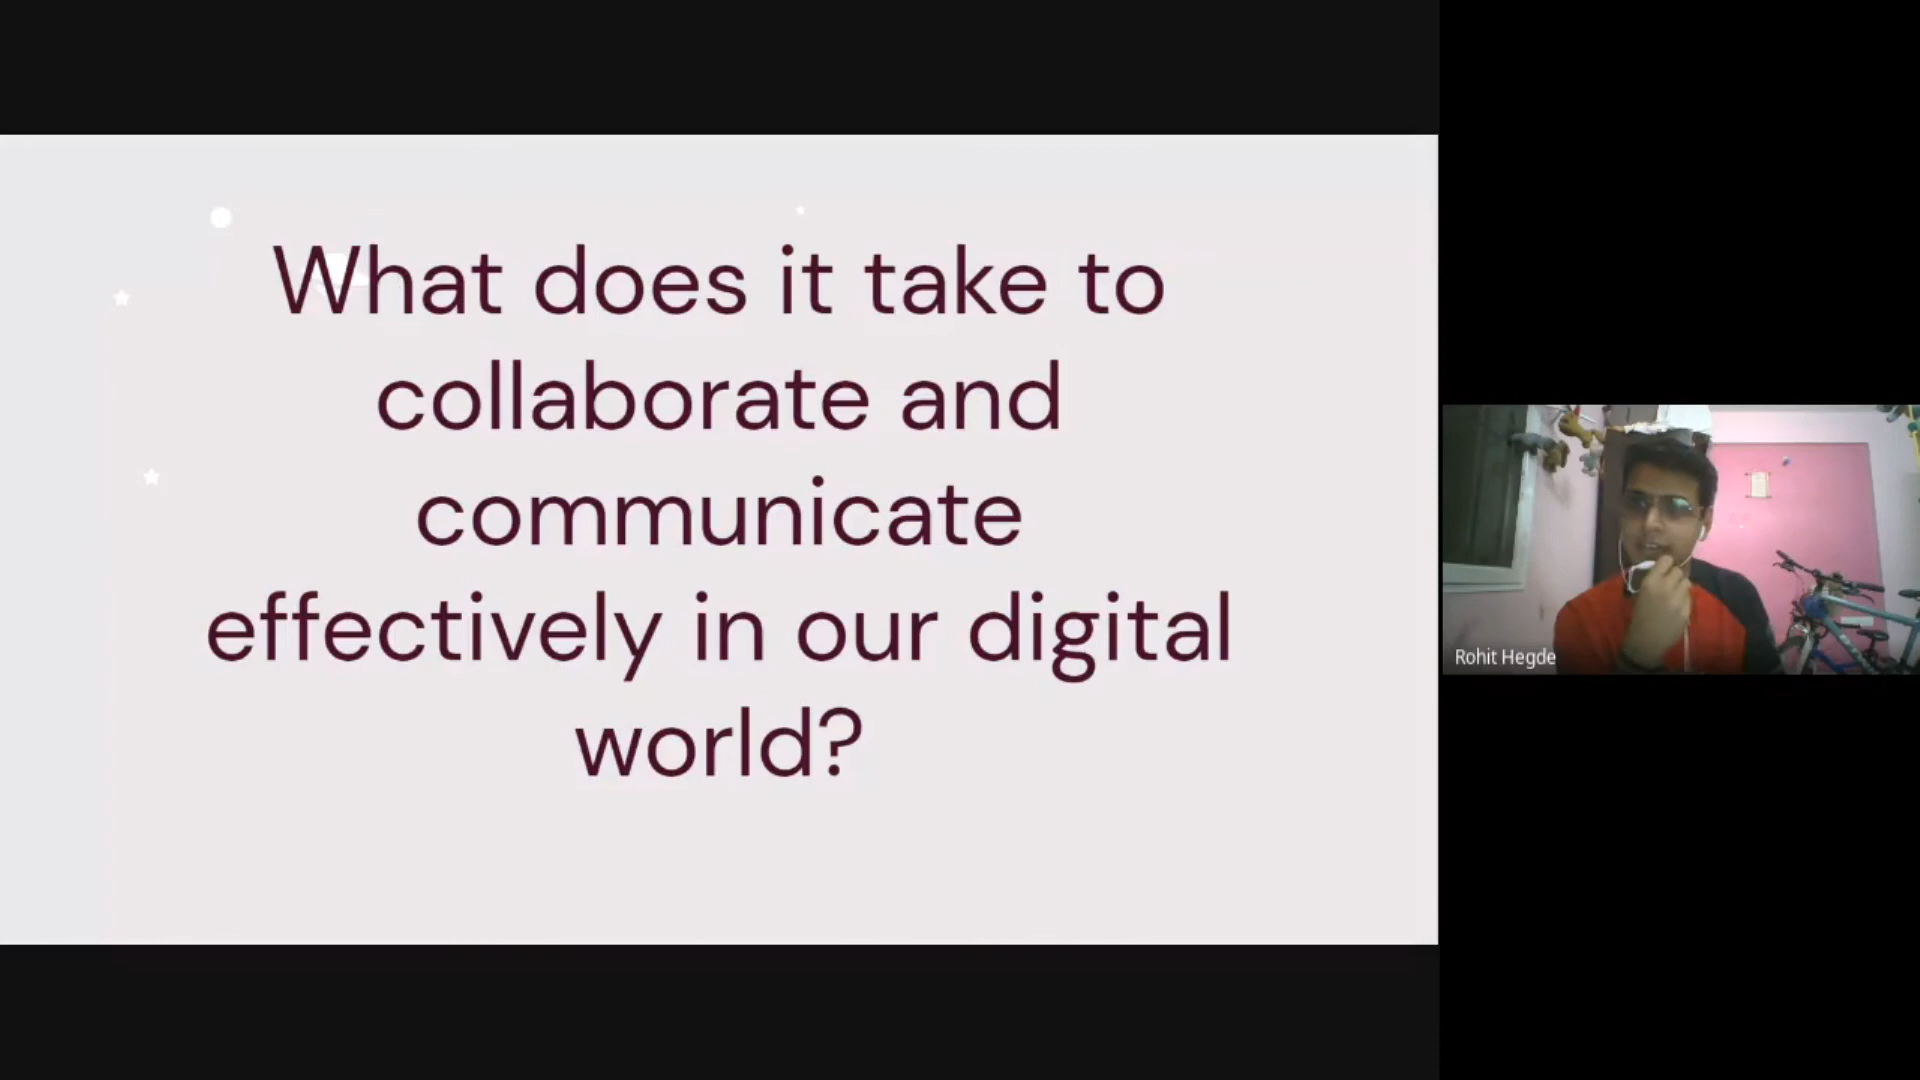 What does it take to
collaborate and
communicate
effectively in our digital
world?
Rohit Hegde